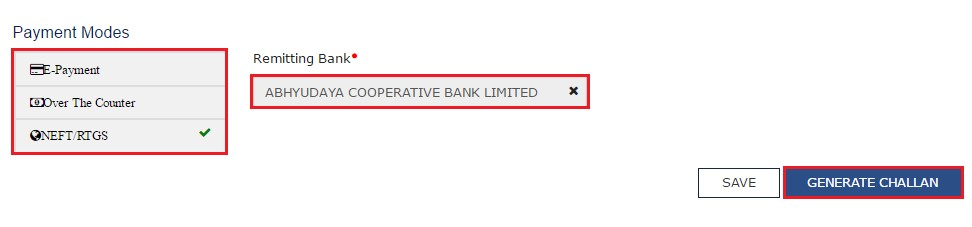 Payment Modes
E-Payment
Over The Counter
NEFT/RTGS
Remitting Bank•
ABHYUDAYA COOPERATIVE BANK LIMITED ×
SAVE
GENERATE CHALLAN